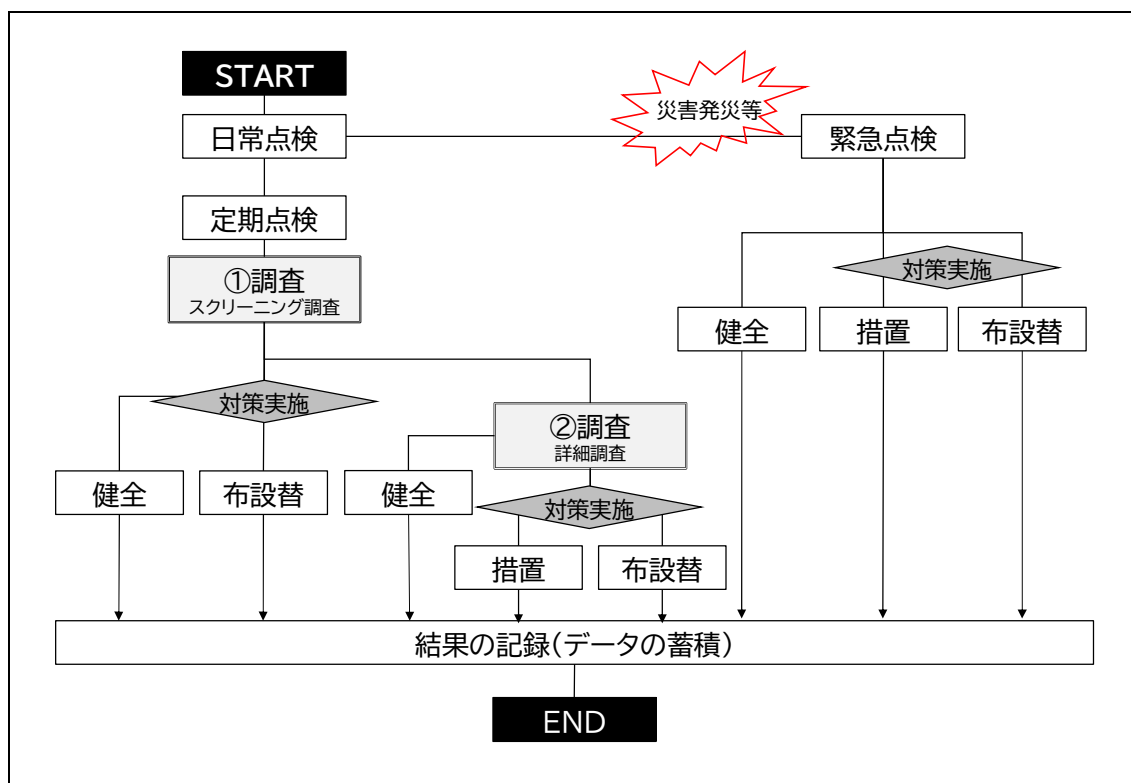 START
災害発災等
日常点検
緊急点検
定期点検
①調査
スクリーニング調査
対策実施
健全
措置
布設替
対策実施
②調査
詳細調査
健全
布設替
健全
対策実施
措置
布設替
結果の記録(データの蓄積)
END